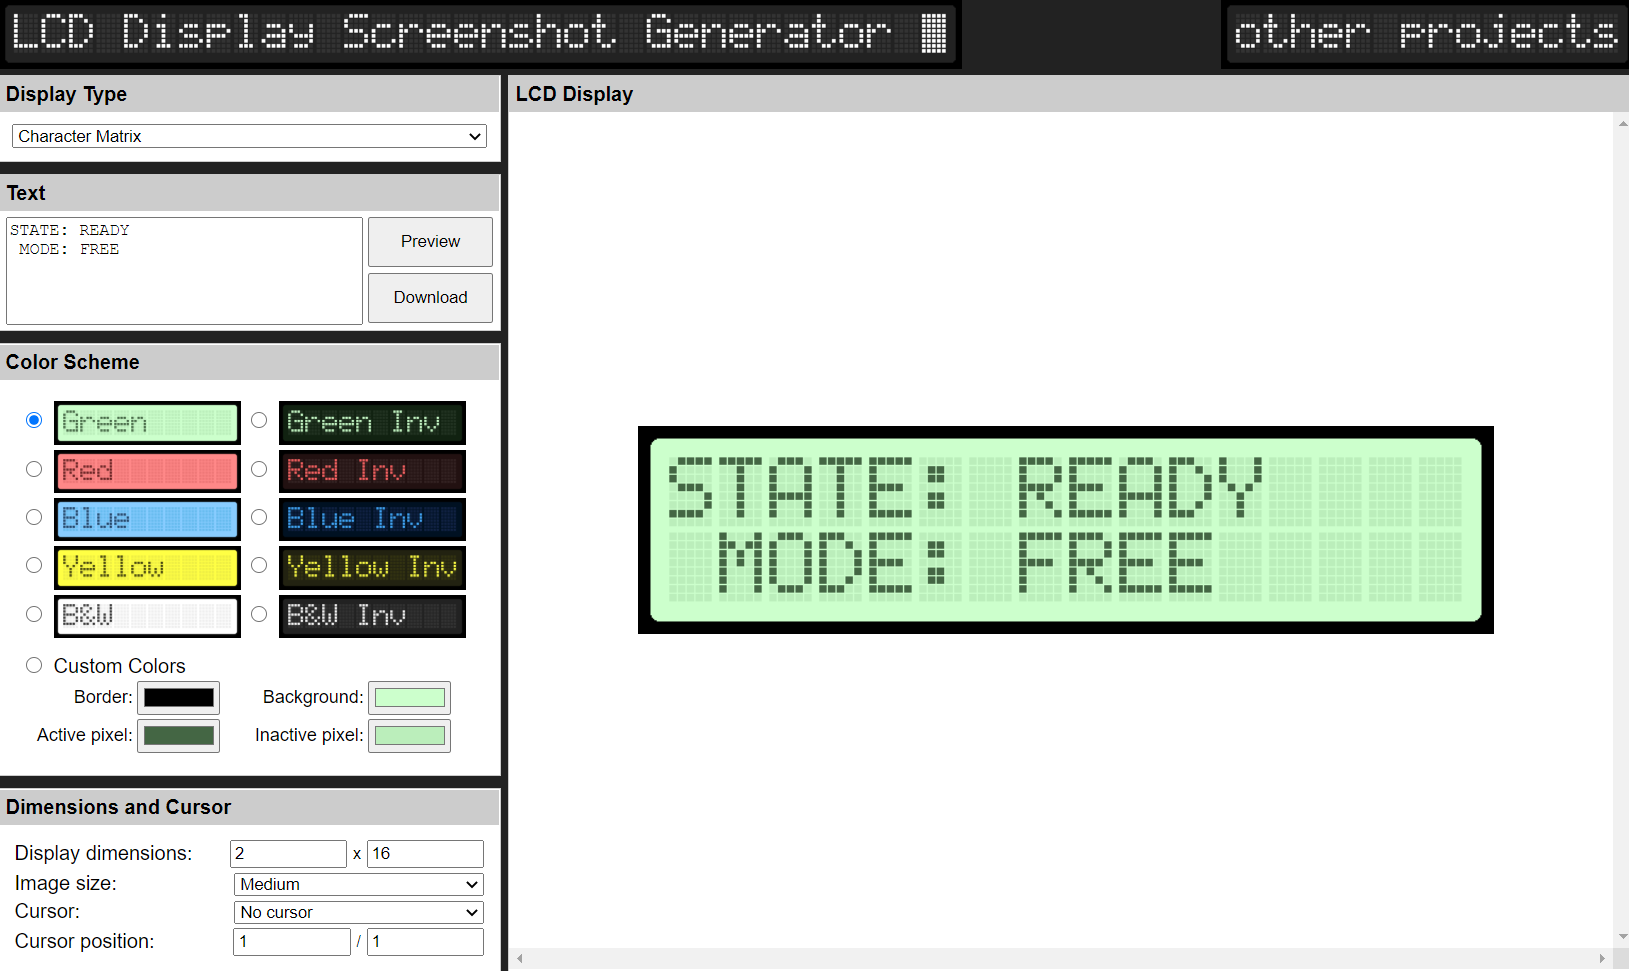 LCD Display Screenshot Generator
other projects
Display Type
Character Matrix
Text
STATE: READY
 MODE: FREE
Preview
Download
Color Scheme
Green
Green Inv
Red
Red Inv
Blue
Blue Inv
Yellow
Yellow Inv
B&W
B&W Inv
Custom Colors
Border:
Background:
Active pixel:
Inactive pixel:
Dimensions and Cursor
Display dimensions: 2 x 16
Image size: Medium
Cursor: No cursor
Cursor position: 1 / 1
LCD Display
STATE: READY
 MODE: FREE